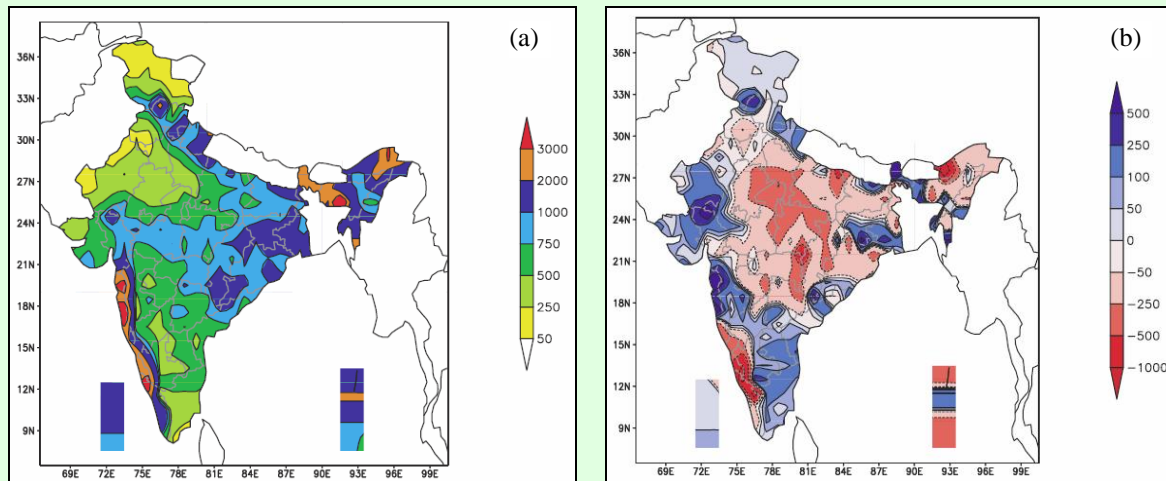 (a)
36N
33N
30N
27N
24N
21N
18N
15N
12N
9N
69E 72E 75E 78E 81E 84E 87E 90E 93E 96E 99E
3000
2000
1000
750
500
250
50
(b)
36N
33N
30N
27N
24N
21N
18N
15N
12N
9N
69E 72E 75E 78E 81E 84E 87E 90E 93E 96E 99E
500
250
100
50
0
−50
−250
−500
−1000